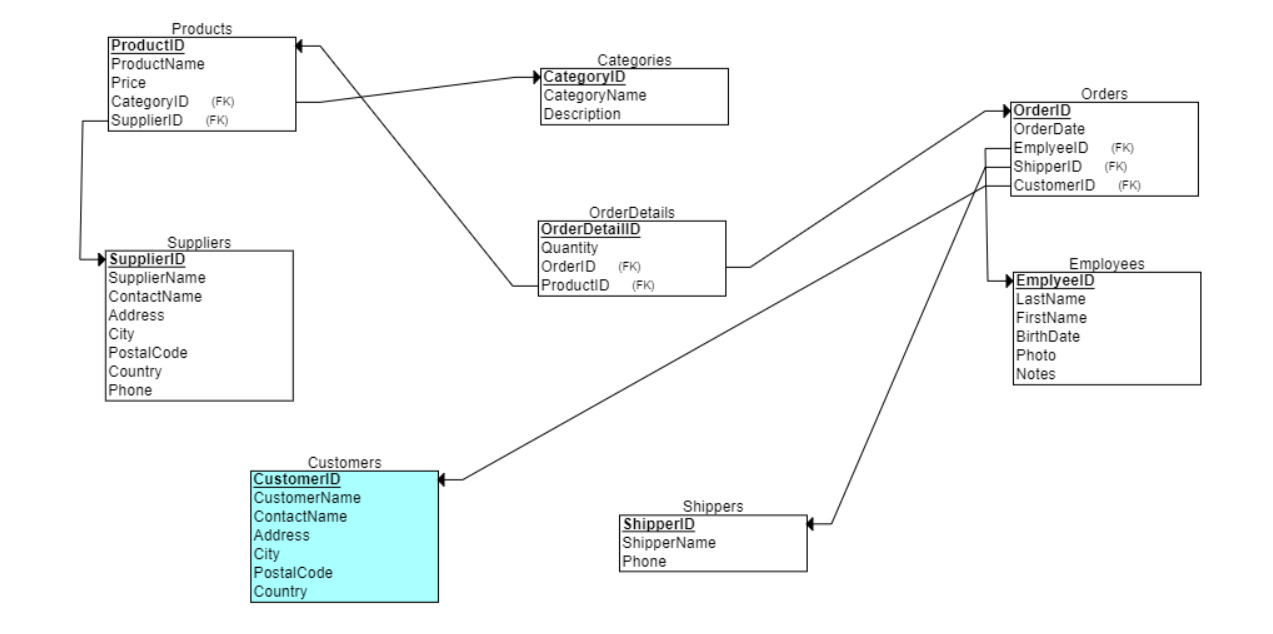 Products
ProductID
ProductName
Price
CategoryID (FK)
SupplierID (FK)
Categories
CategoryID
CategoryName
Description
Orders
OrderID
OrderDate
EmplyeeID (FK)
ShipperID (FK)
CustomerID (FK)
OrderDetails
OrderDetailID
Quantity
OrderID (FK)
ProductID (FK)
Suppliers
SupplierID
SupplierName
ContactName
Address
City
PostalCode
Country
Phone
Employees
EmplyeeID
LastName
FirstName
BirthDate
Photo
Notes
Customers
CustomerID
CustomerName
ContactName
Address
City
PostalCode
Country
Shippers
ShipperID
ShipperName
Phone